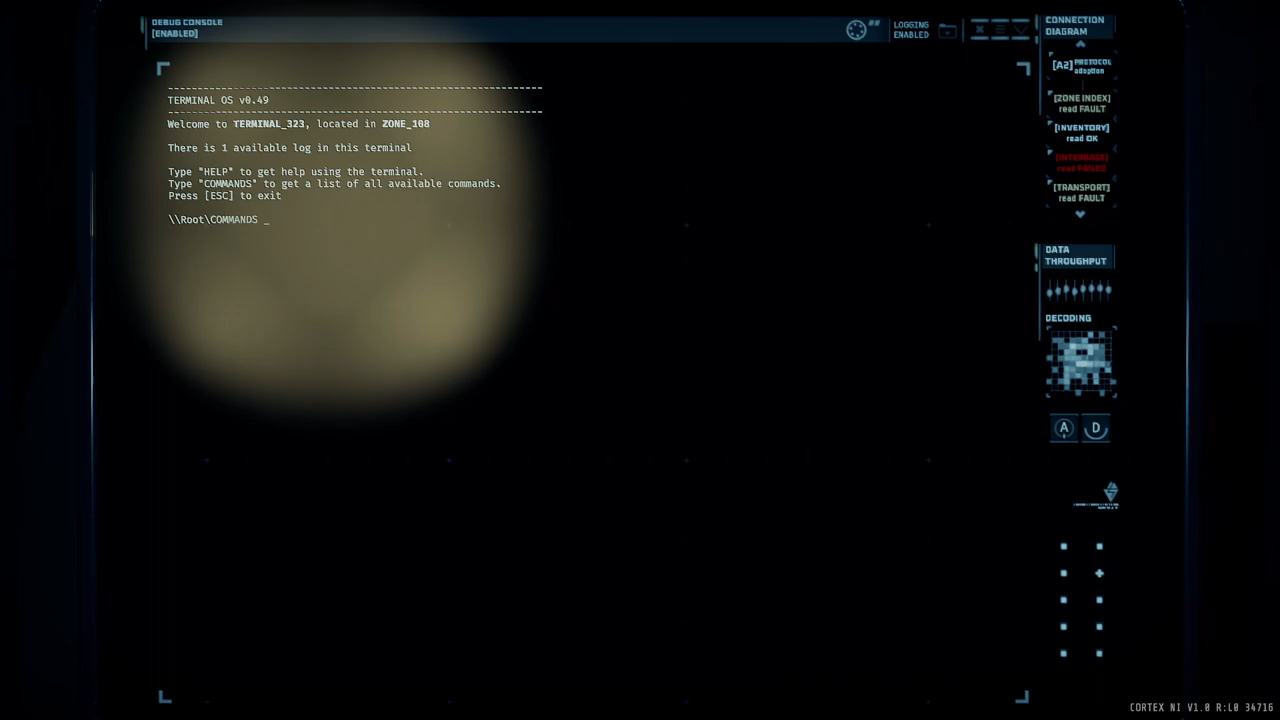 DEBUG CONSOLE
[ENABLED]
LOGGING
ENABLED
------------------------------------------------------------------
TERMINAL OS v0.49
------------------------------------------------------------------
Welcome to TERMINAL_323, located in ZONE_108
There is 1 available log in this terminal
Type "HELP" to get help using the terminal.
Type "COMMANDS" to get a list of all available commands.
Press [ESC] to exit
\\Root\COMMANDS _
CONNECTION
DIAGRAM
[A2] PROTOCOL
adoption
[ZONE INDEX]
read FAULT
[INVENTORY]
read OK
[INTERBASE]
read FAILED
[TRANSPORT]
read FAULT
DATA
THROUGHPUT
DECODING
A D
CORTEX NI V1.0 R:L0 34716